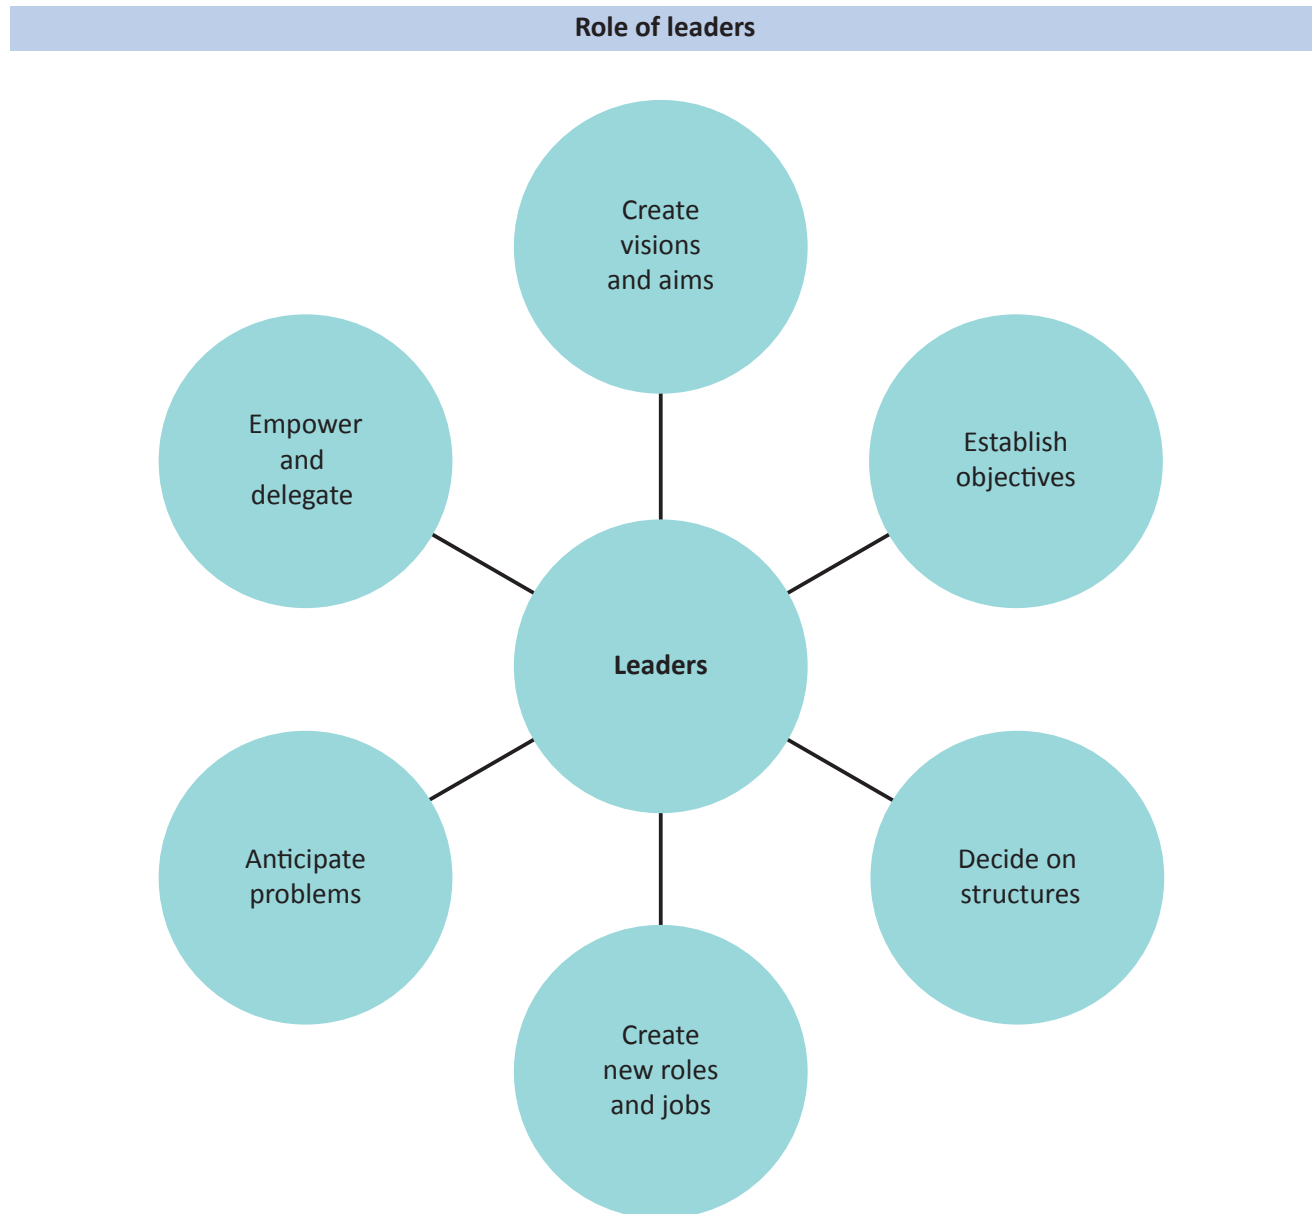 Role of leaders
Create
visions
and aims
Empower
and
delegate
Establish
objectives
Leaders
Anticipate
problems
Decide on
structures
Create
new roles
and jobs